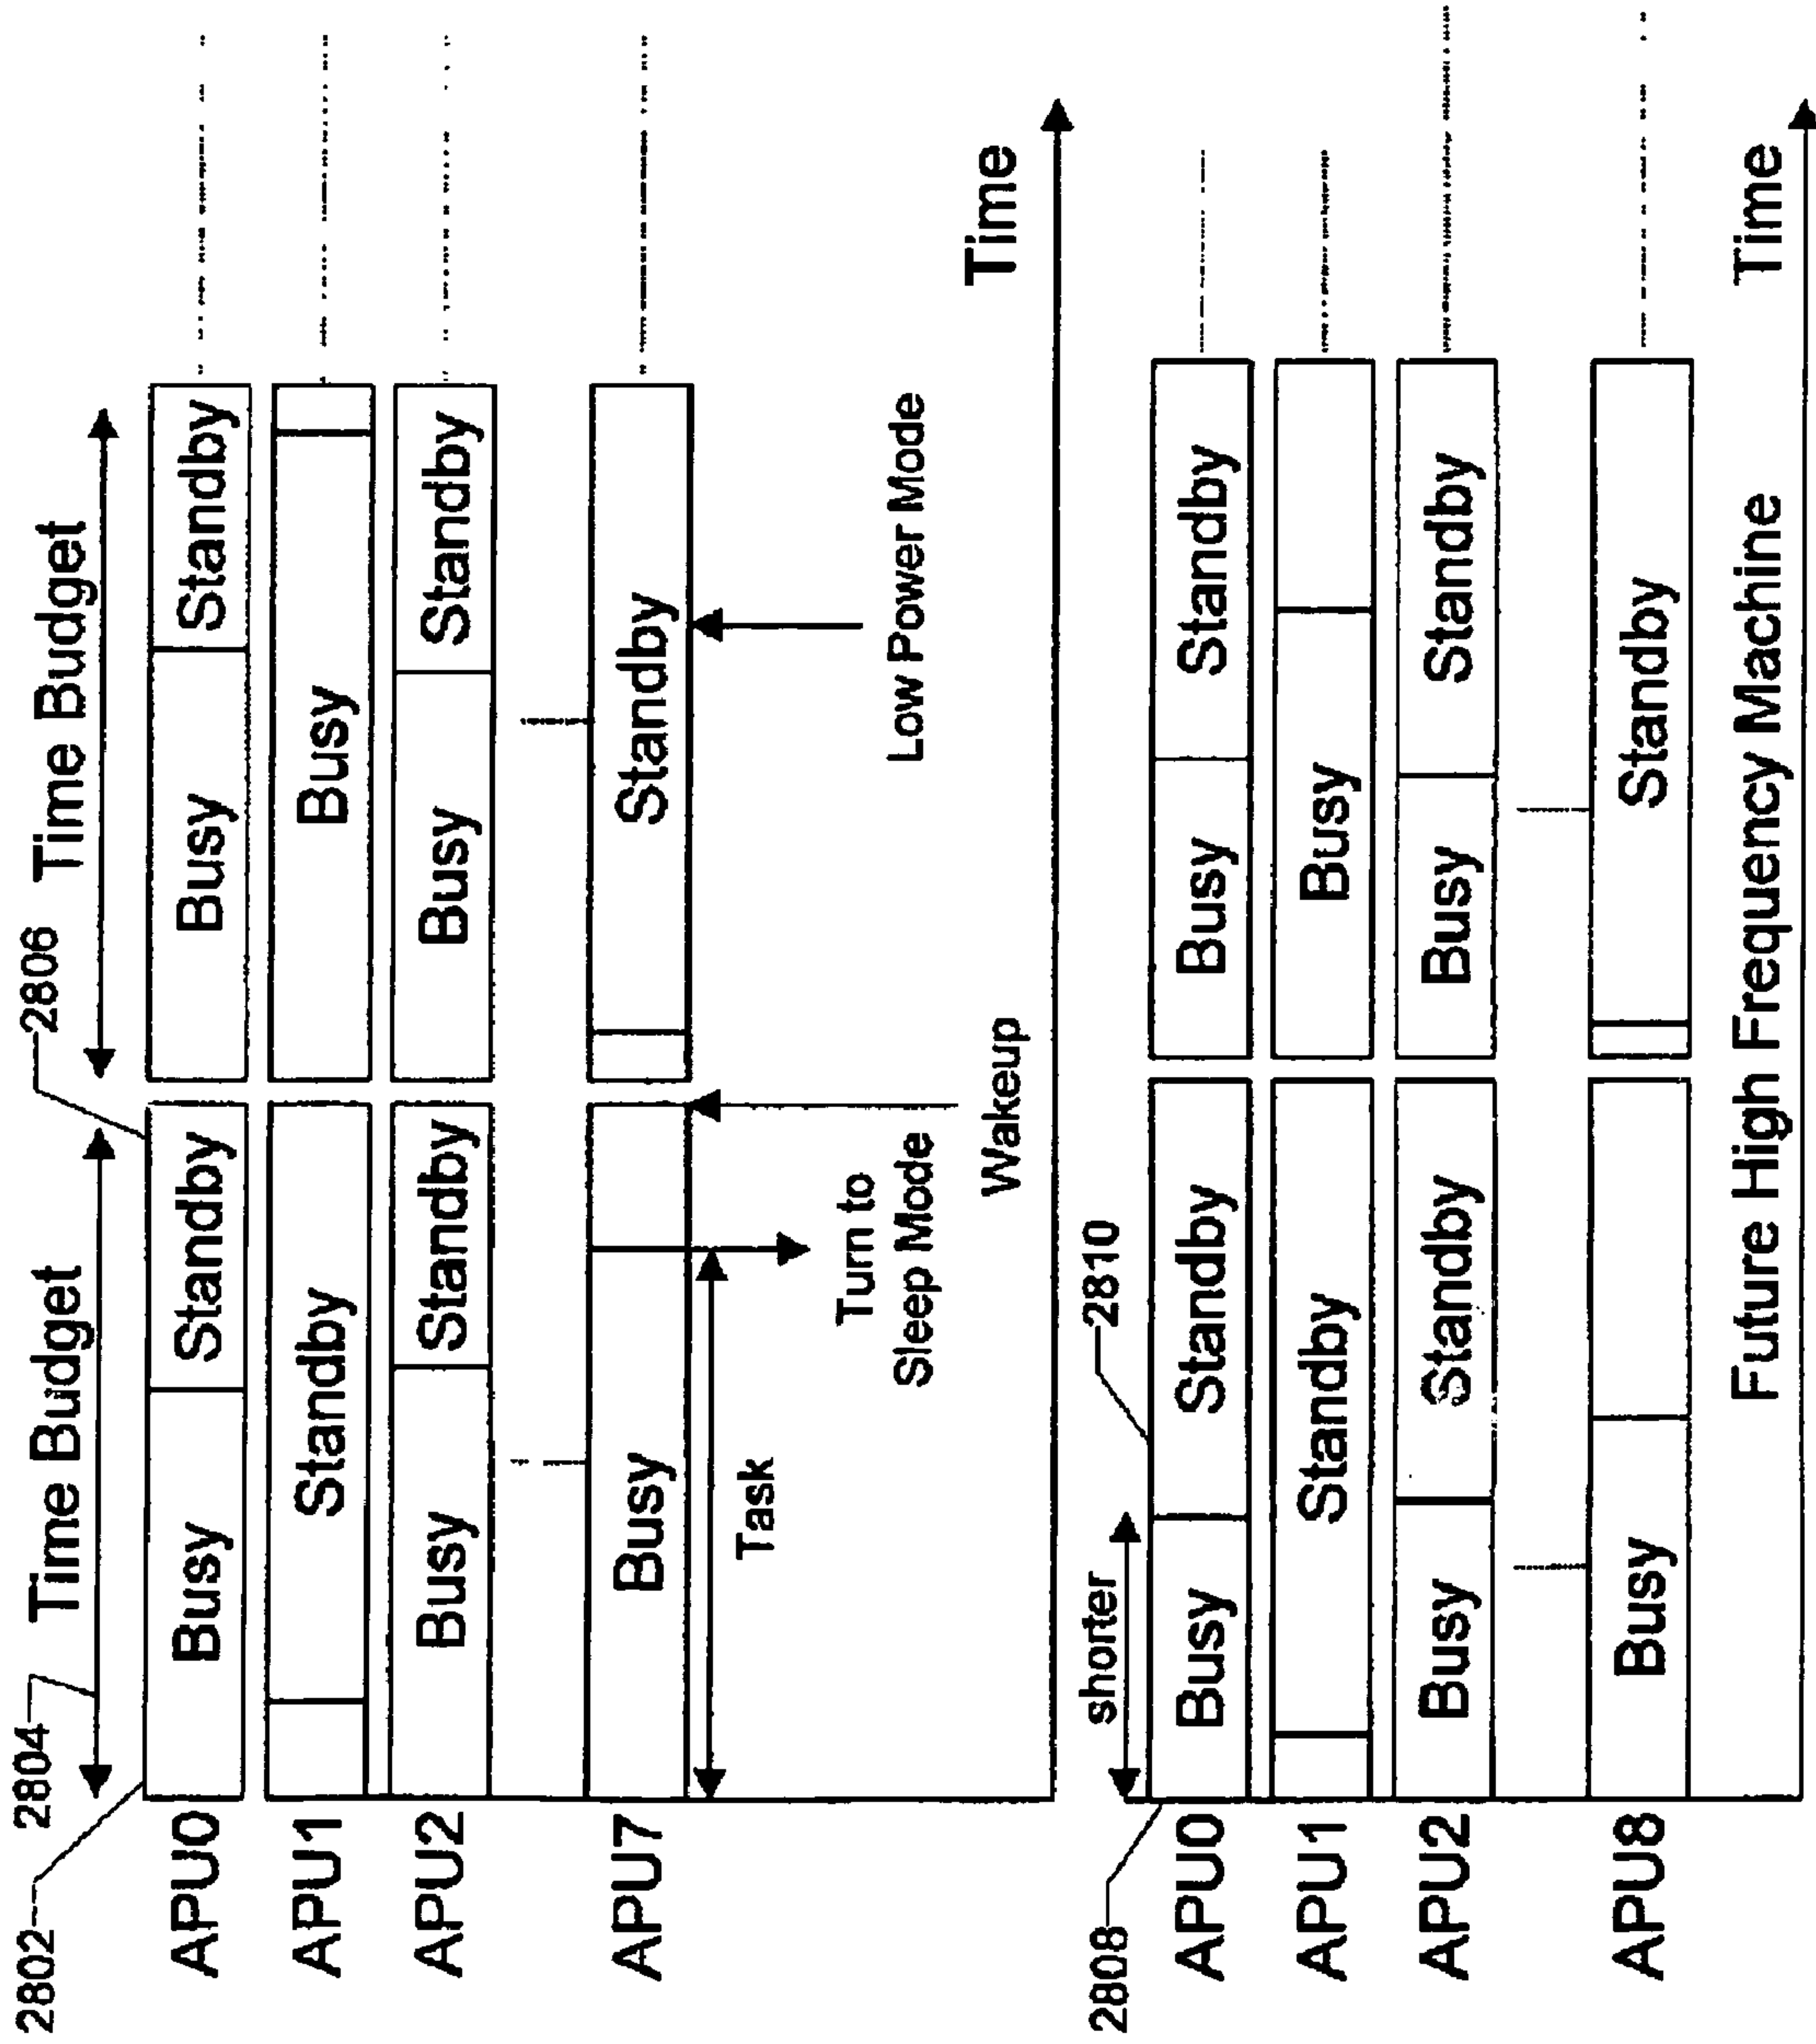 2802
2804
Time Budget
2806
Time Budget
APU0
Busy
Standby
Busy
Standby
APU1
Standby
Busy
APU2
Busy
Standby
Busy
Standby
APU7
Busy
Standby
Task
Turn to
Sleep Mode
Low Power Mode
Wakeup
Time
2808
shorter
2810
APU0
Busy
Standby
Busy
Standby
APU1
Standby
Busy
APU2
Busy
Standby
Busy
Standby
APU8
Busy
Standby
Future High Frequency Machine
Time